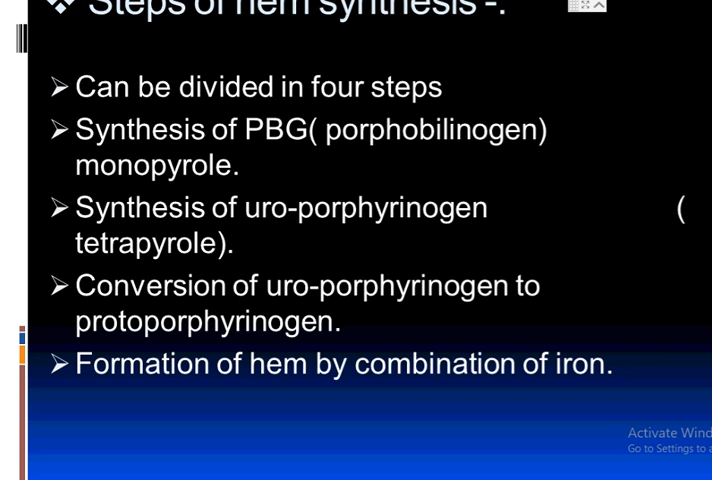 ❖ Steps of hem synthesis -:
➢ Can be divided in four steps
➢ Synthesis of PBG( porphobilinogen)
monopyrole.
➢ Synthesis of uro-porphyrinogen (
tetrapyrole).
➢ Conversion of uro-porphyrinogen to
protoporphyrinogen.
➢ Formation of hem by combination of iron.
Activate Wind
Go to Settings to a